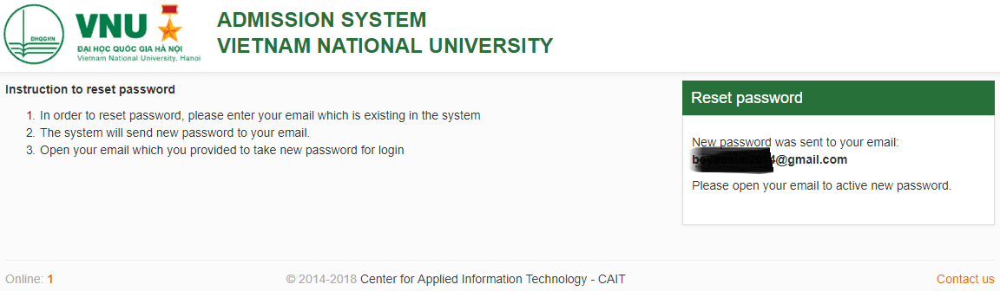 ĐHQGHN
VNU
ĐẠI HỌC QUỐC GIA HÀ NỘI
Vietnam National University, Hanoi
ADMISSION SYSTEM
VIETNAM NATIONAL UNIVERSITY
Instruction to reset password
1. In order to reset password, please enter your email which is existing in the system
2. The system will send new password to your email.
3. Open your email which you provided to take new password for login
Reset password
New password was sent to your email:
@gmail.com
Please open your email to active new password.
Online: 1
© 2014-2018 Center for Applied Information Technology - CAIT
Contact us